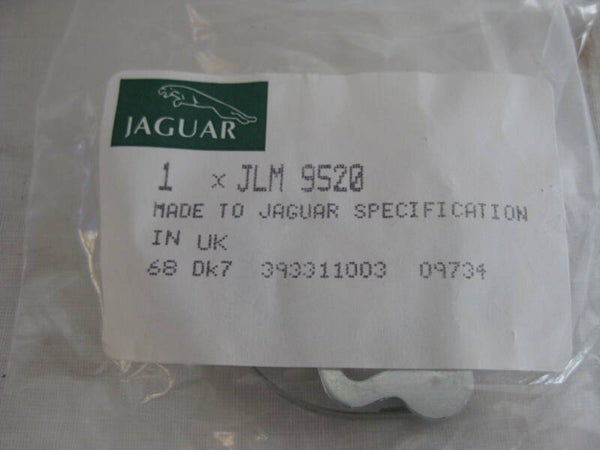 JAGUAR
1 x JLM 9520
MADE TO JAGUAR SPECIFICATION
IN UK
68 Dk7 393311003 09734